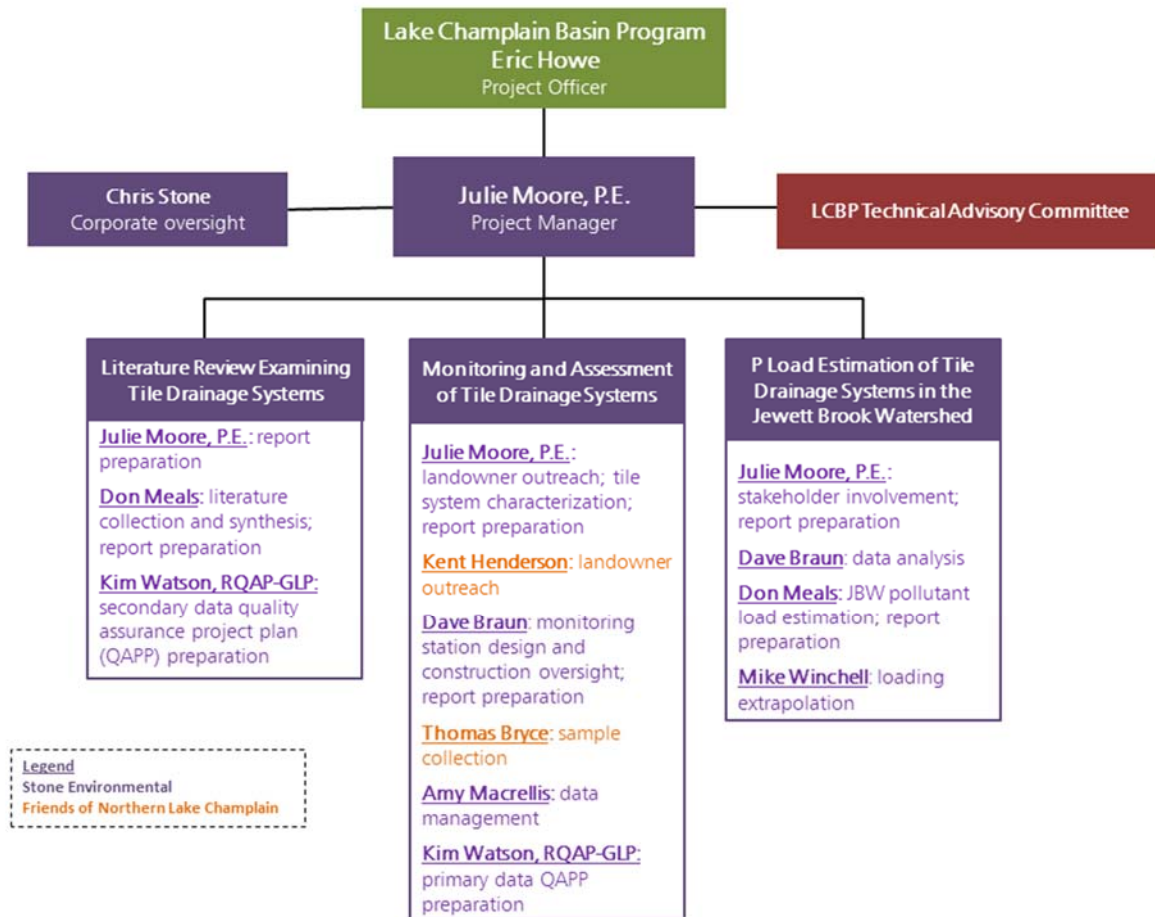 Lake Champlain Basin Program
Eric Howe
Project Officer
Chris Stone
Corporate oversight
Julie Moore, P.E.
Project Manager
LCBP Technical Advisory Committee
Literature Review Examining
Tile Drainage Systems
Julie Moore, P.E.: report
preparation
Don Meals: literature
collection and synthesis;
report preparation
Kim Watson, RQAP-GLP:
secondary data quality
assurance project plan
(QAPP) preparation
Monitoring and Assessment
of Tile Drainage Systems
Julie Moore, P.E.:
landowner outreach; tile
system characterization;
report preparation
Kent Henderson: landowner
outreach
Dave Braun: monitoring
station design and
construction oversight;
report preparation
Thomas Bryce: sample
collection
Amy Macrellis: data
management
Kim Watson, RQAP-GLP:
primary data QAPP
preparation
P Load Estimation of Tile
Drainage Systems in the
Jewett Brook Watershed
Julie Moore, P.E.:
stakeholder involvement;
report preparation
Dave Braun: data analysis
Don Meals: JBW pollutant
load estimation; report
preparation
Mike Winchell: loading
extrapolation
Legend
Stone Environmental
Friends of Northern Lake Champlain